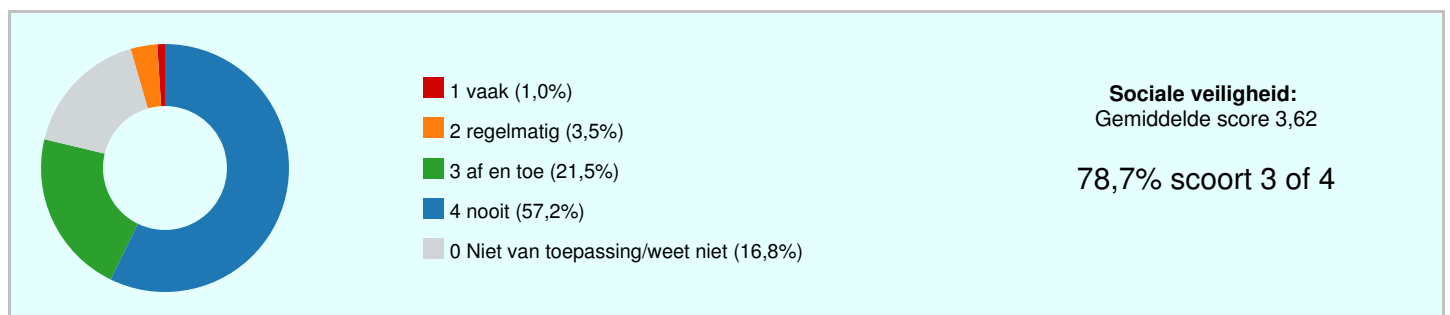 1 vaak (1,0%)
2 regelmatig (3,5%)
3 af en toe (21,5%)
4 nooit (57,2%)
0 Niet van toepassing/weet niet (16,8%)
Sociale veiligheid:
Gemiddelde score 3,62
78,7% scoort 3 of 4